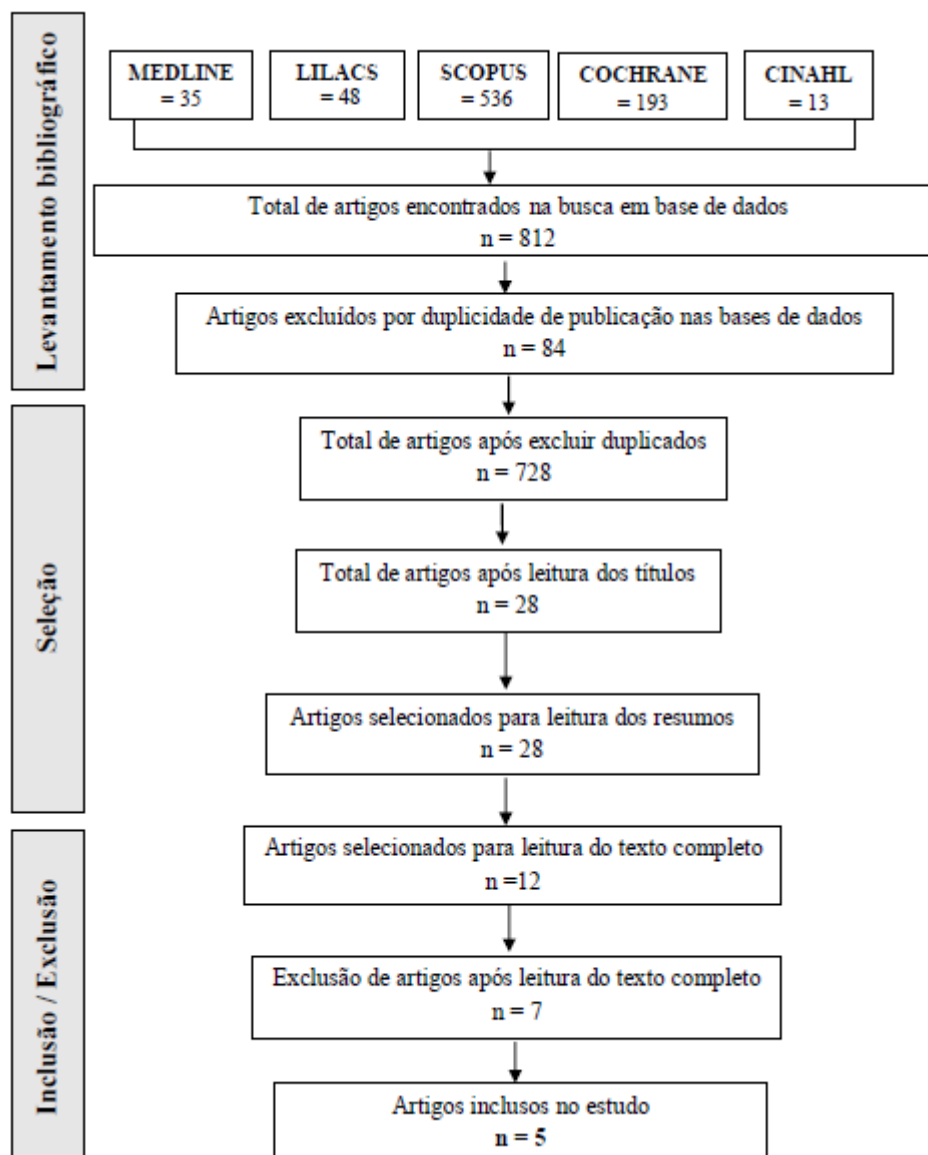 Levantamento bibliográfico
MEDLINE
= 35
LILACS
= 48
SCOPUS
= 536
COCHRANE
= 193
CINAHL
= 13
Total de artigos encontrados na busca em base de dados
n = 812
Artigos excluídos por duplicidade de publicação nas bases de dados
n = 84
Seleção
Total de artigos após excluir duplicados
n = 728
Total de artigos após leitura dos títulos
n = 28
Artigos selecionados para leitura dos resumos
n = 28
Inclusão / Exclusão
Artigos selecionados para leitura do texto completo
n =12
Exclusão de artigos após leitura do texto completo
n = 7
Artigos inclusos no estudo
n = 5